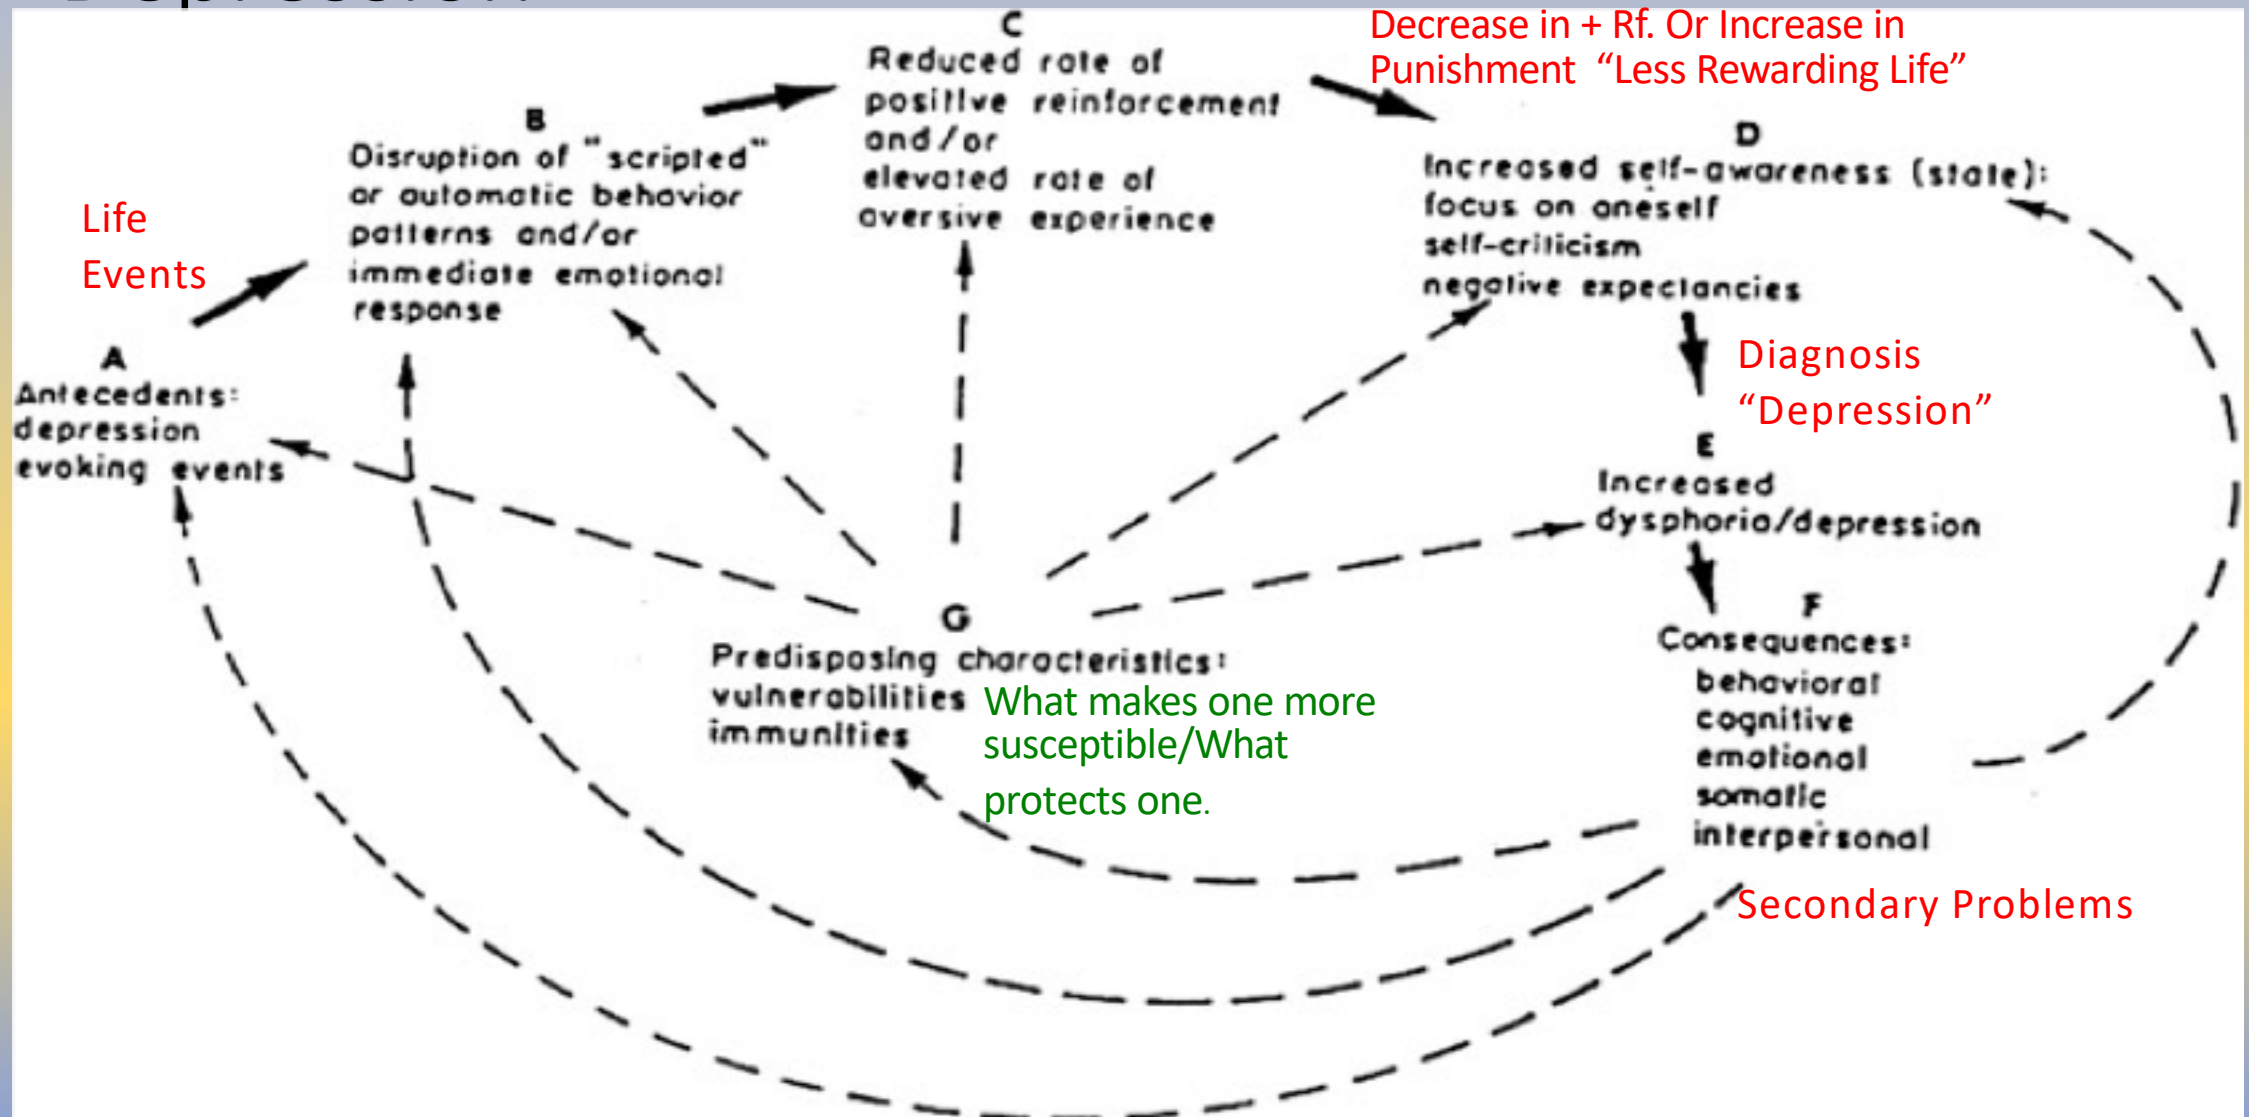 C
Reduced rate of
positive reinforcement
and/or
elevated rate of
aversive experience
Decrease in + Rf. Or Increase in
Punishment “Less Rewarding Life”
B
Disruption of "scripted"
or automatic behavior
patterns and/or
immediate emotional
response
D
Increased self-awareness (state):
focus on oneself
self-criticism
negative expectancies
Life
Events
A
Antecedents:
depression
evoking events
Diagnosis
“Depression”
E
Increased
dysphoria/depression
G
Predisposing characteristics:
vulnerabilities
immunities
What makes one more
susceptible/What
protects one.
F
Consequences:
behavioral
cognitive
emotional
somatic
interpersonal
Secondary Problems